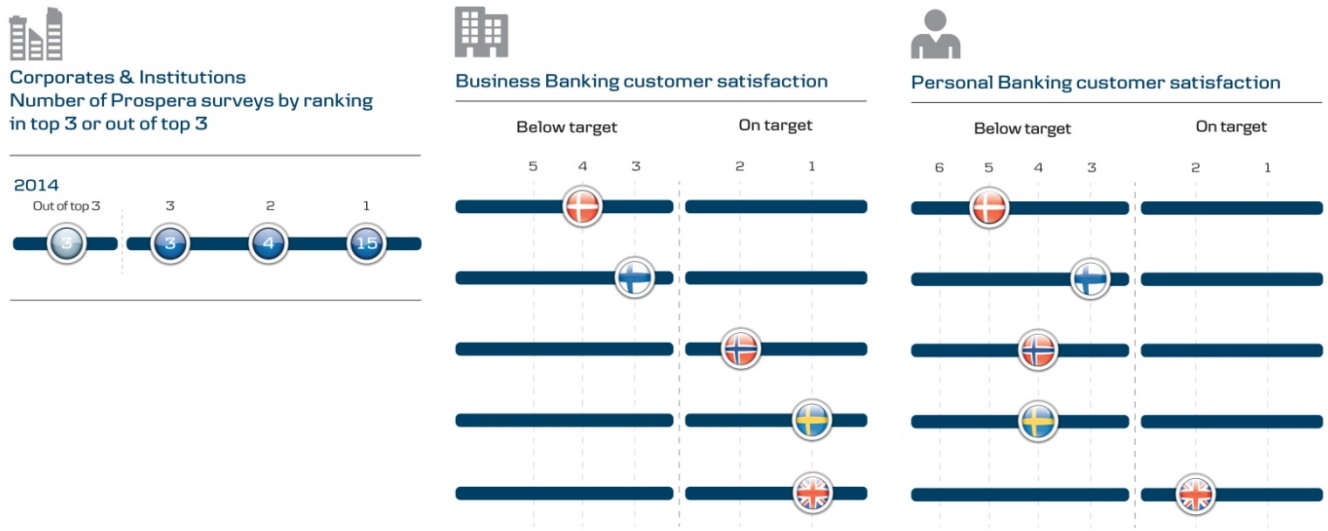 Corporates & Institutions
Number of Prospera surveys by ranking
in top 3 or out of top 3
2014
Out of top 3 3 2 1
3 3 4 15
Business Banking customer satisfaction
Below target On target
5 4 3 2 1
Personal Banking customer satisfaction
Below target On target
6 5 4 3 2 1